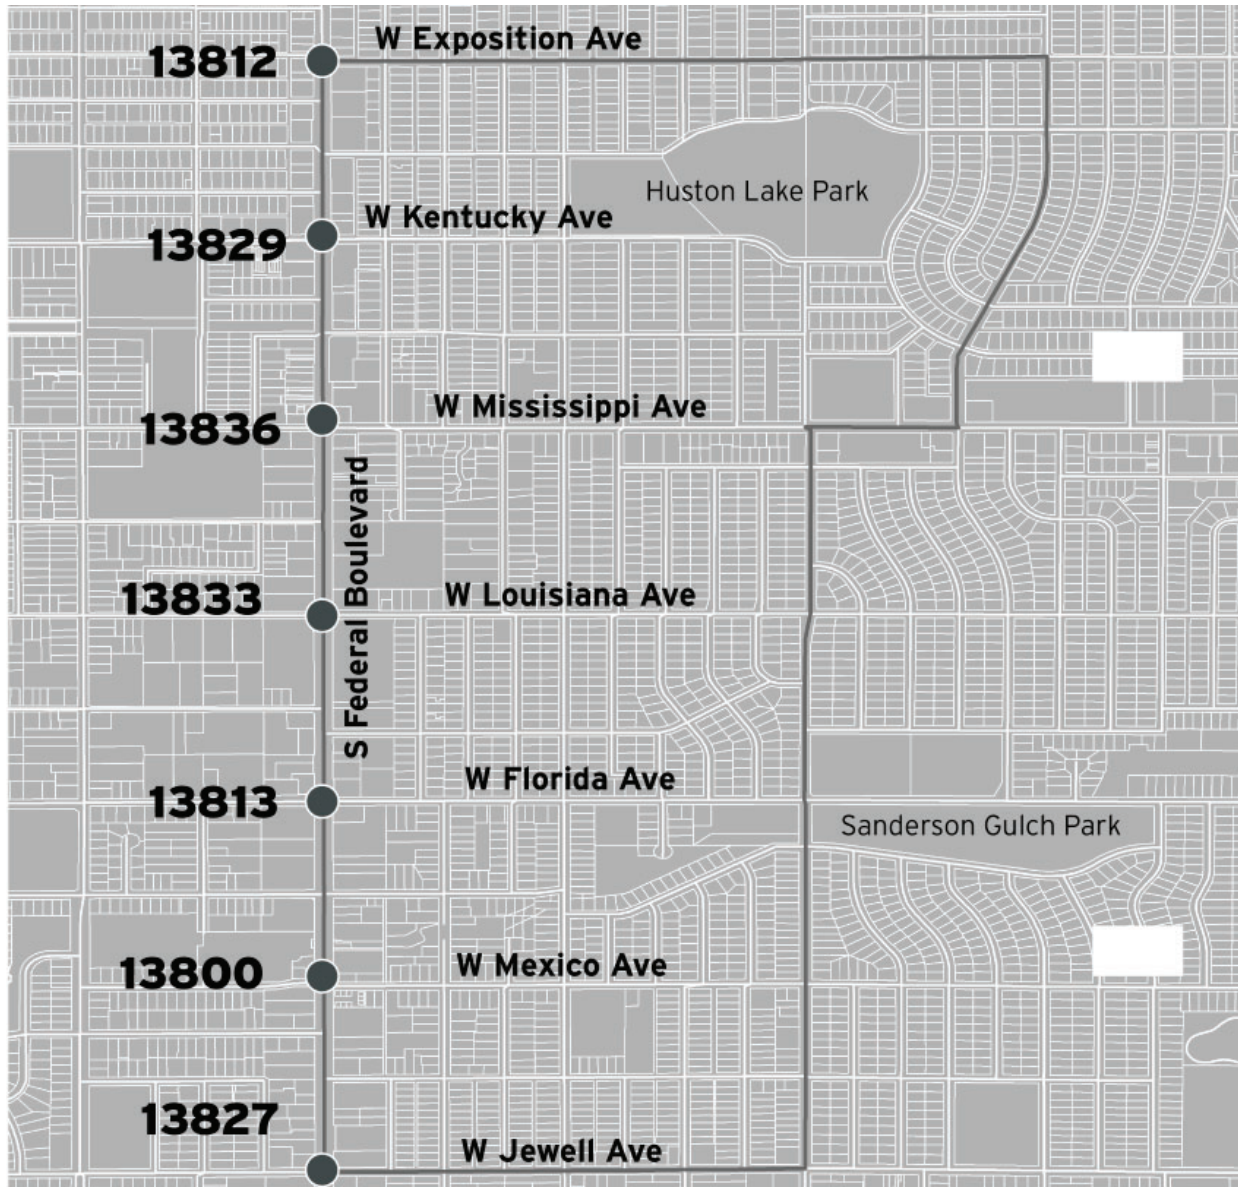 W Exposition Ave
13812
Huston Lake Park
W Kentucky Ave
13829
W Mississippi Ave
13836
S Federal Boulevard
W Louisiana Ave
13833
W Florida Ave
13813
Sanderson Gulch Park
W Mexico Ave
13800
13827
W Jewell Ave